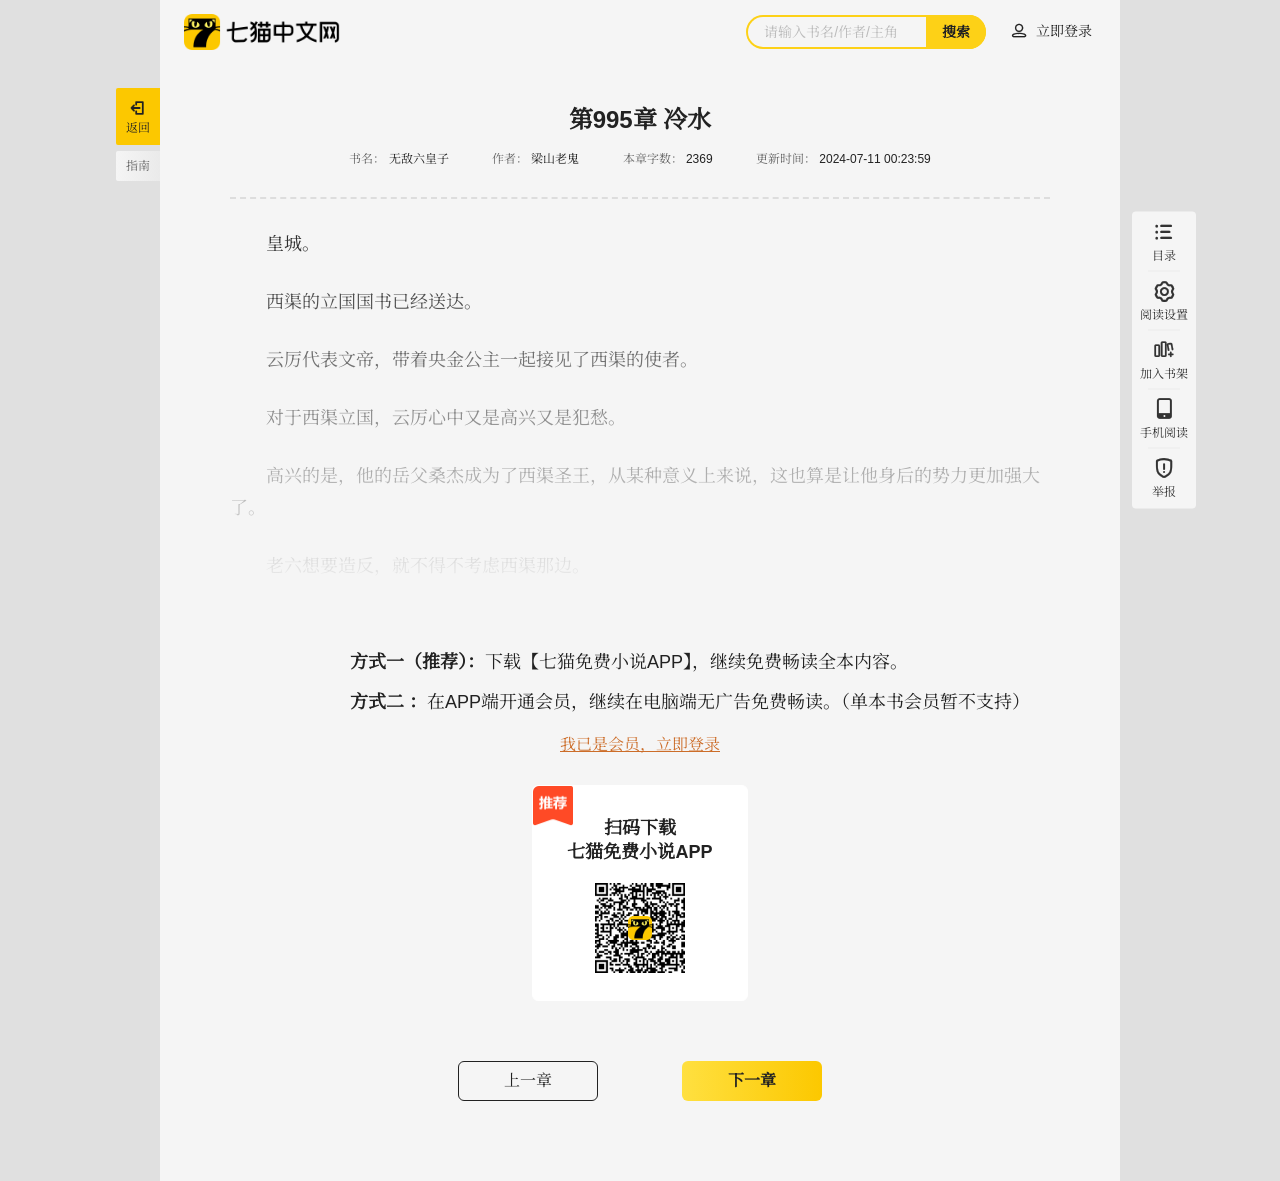 七猫中文网
请输入书名/作者/主角
搜索
立即登录
返回
指南
第995章 冷水
书名： 无敌六皇子 作者： 梁山老鬼 本章字数： 2369 更新时间： 2024-07-11 00:23:59
皇城。
西渠的立国国书已经送达。
云厉代表文帝，带着央金公主一起接见了西渠的使者。
对于西渠立国，云厉心中又是高兴又是犯愁。
高兴的是，他的岳父桑杰成为了西渠圣王，从某种意义上来说，这也算是让他身后的势力更加强大
了。
老六想要造反，就不得不考虑西渠那边。
目录
阅读设置
加入书架
手机阅读
举报
方式一（推荐）：下载【七猫免费小说APP】，继续免费畅读全本内容。
方式二 ：在APP端开通会员，继续在电脑端无广告免费畅读。（单本书会员暂不支持）
我已是会员，立即登录
推荐
扫码下载
七猫免费小说APP
上一章
下一章